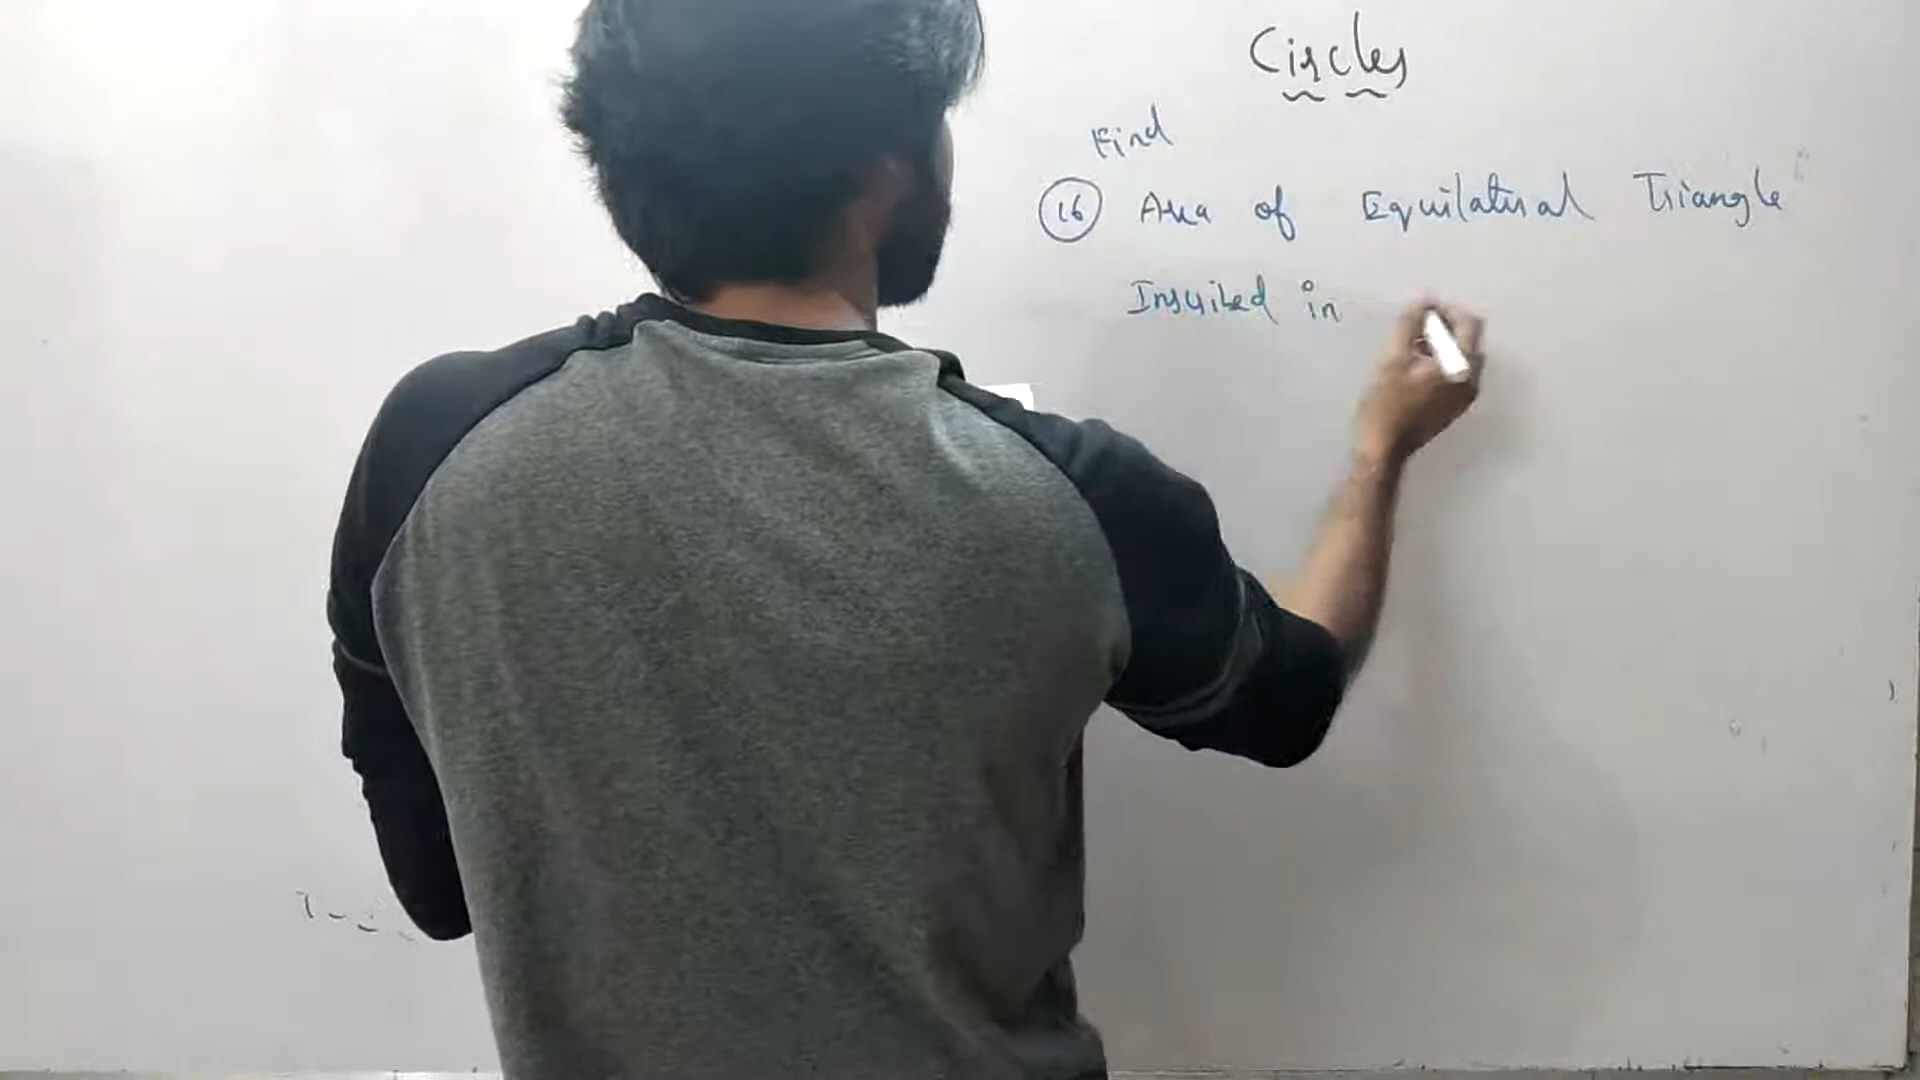 Circles
Find
16 Area of Equilateral Triangle
Inscribed in